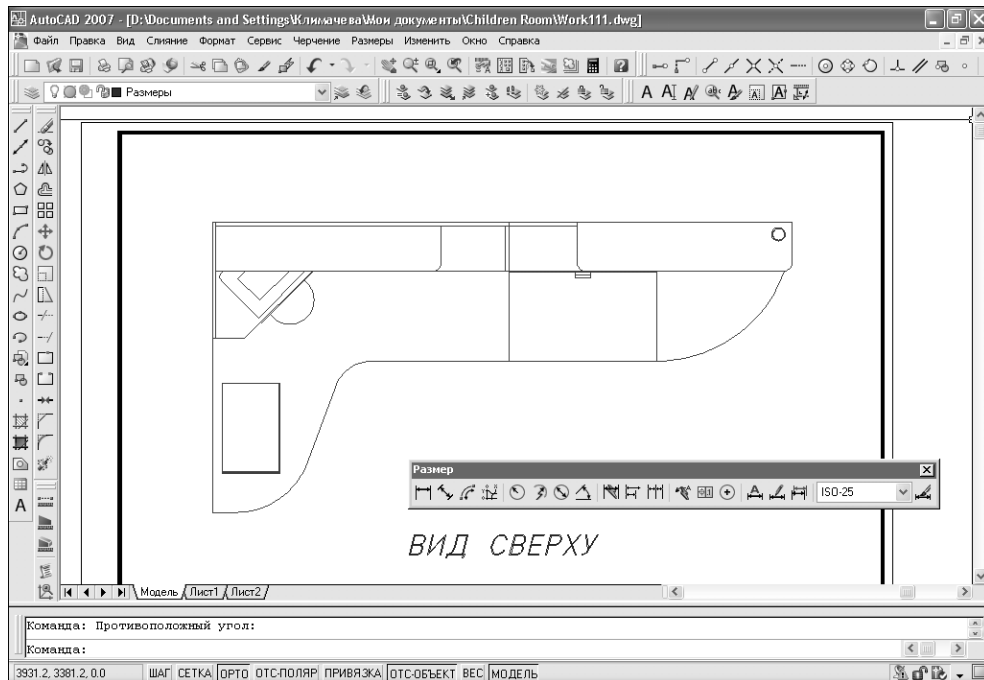 AutoCAD 2007 - [D:\Documents and Settings\Климачева\Мои документы\Children Room\Work111.dwg]
Файл Правка Вид Слияние Формат Сервис Черчение Размеры Изменить Окно Справка
Размеры
Размер
ISO-25
ВИД СВЕРХУ
Модель Лист1 Лист2
Команда: Противоположный угол:
Команда:
3931.2, 3381.2, 0.0 ШАГ СЕТКА ОРТО ОТС-ПОЛЯР ПРИВЯЗКА ОТС-ОБЪЕКТ ВЕС МОДЕЛЬ